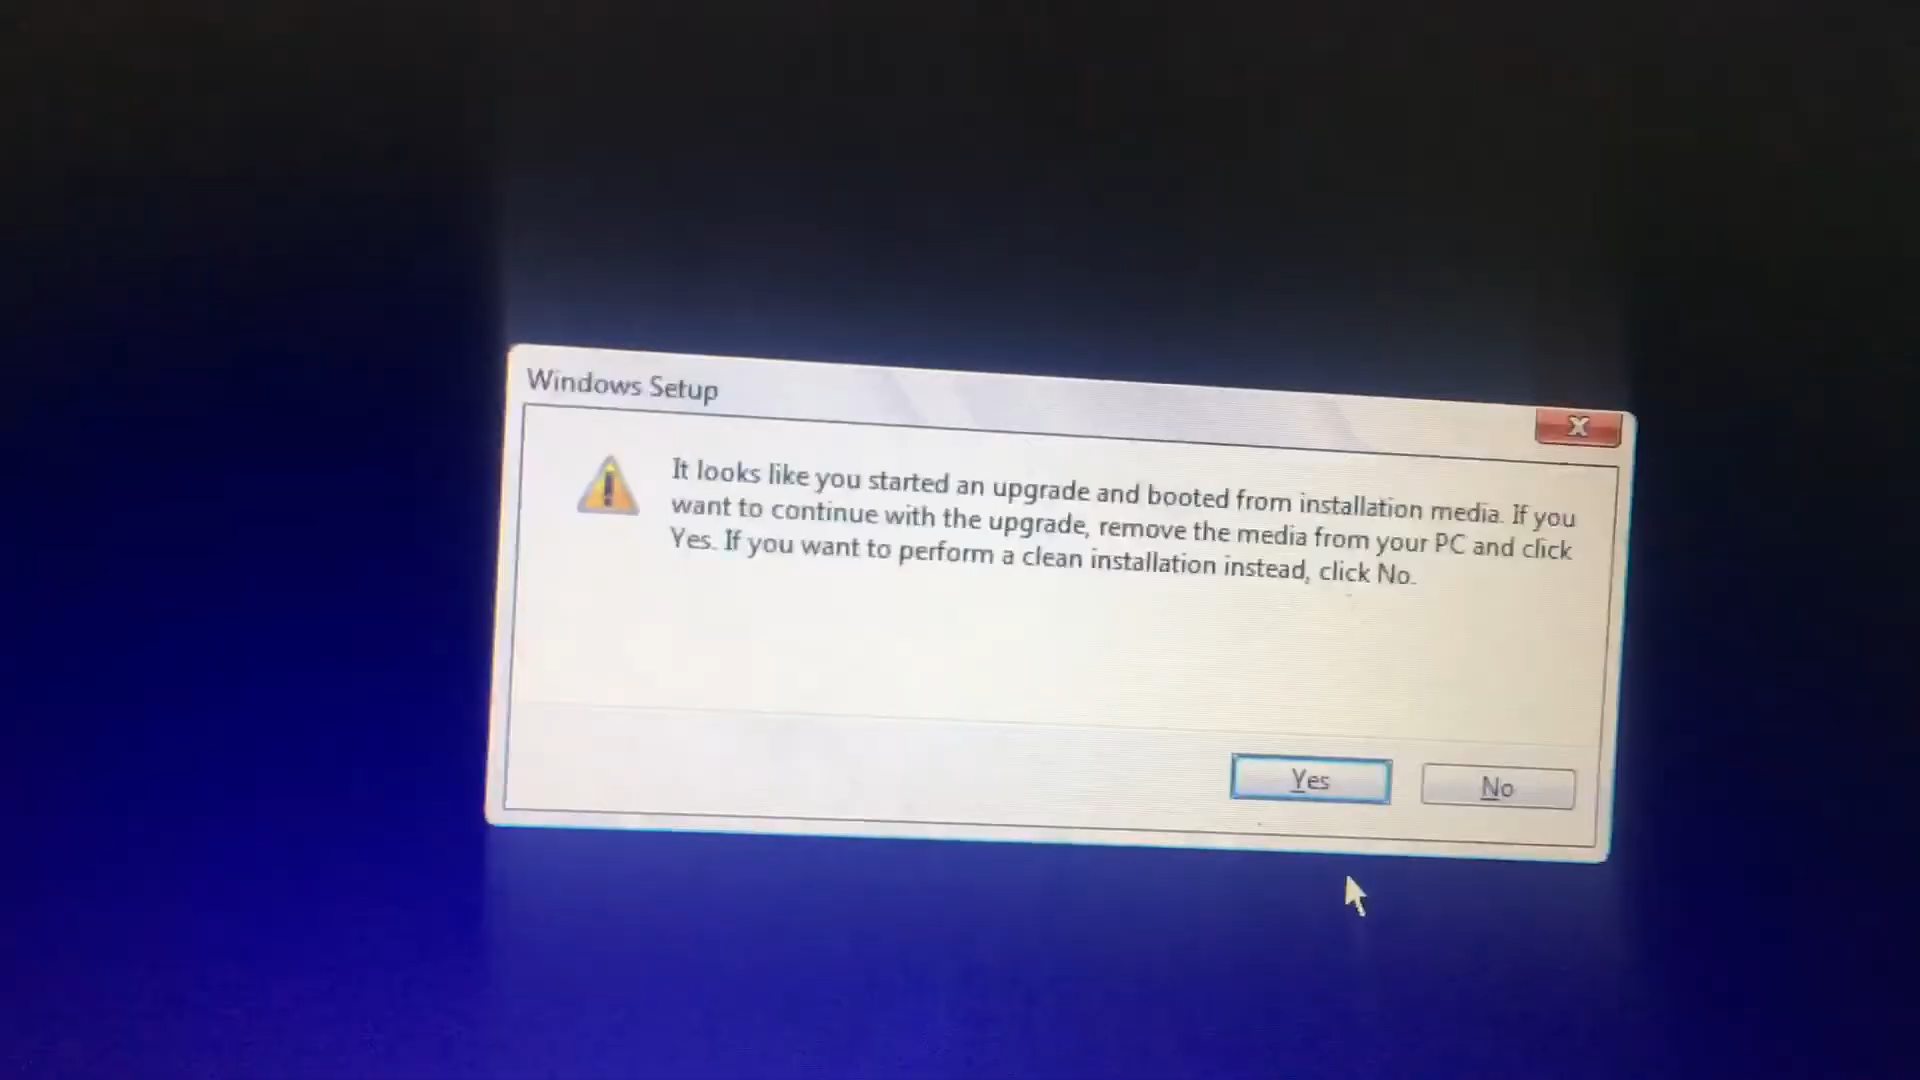 Windows Setup
It looks like you started an upgrade and booted from installation media. If you
want to continue with the upgrade, remove the media from your PC and click
Yes. If you want to perform a clean installation instead, click No.
Yes
No